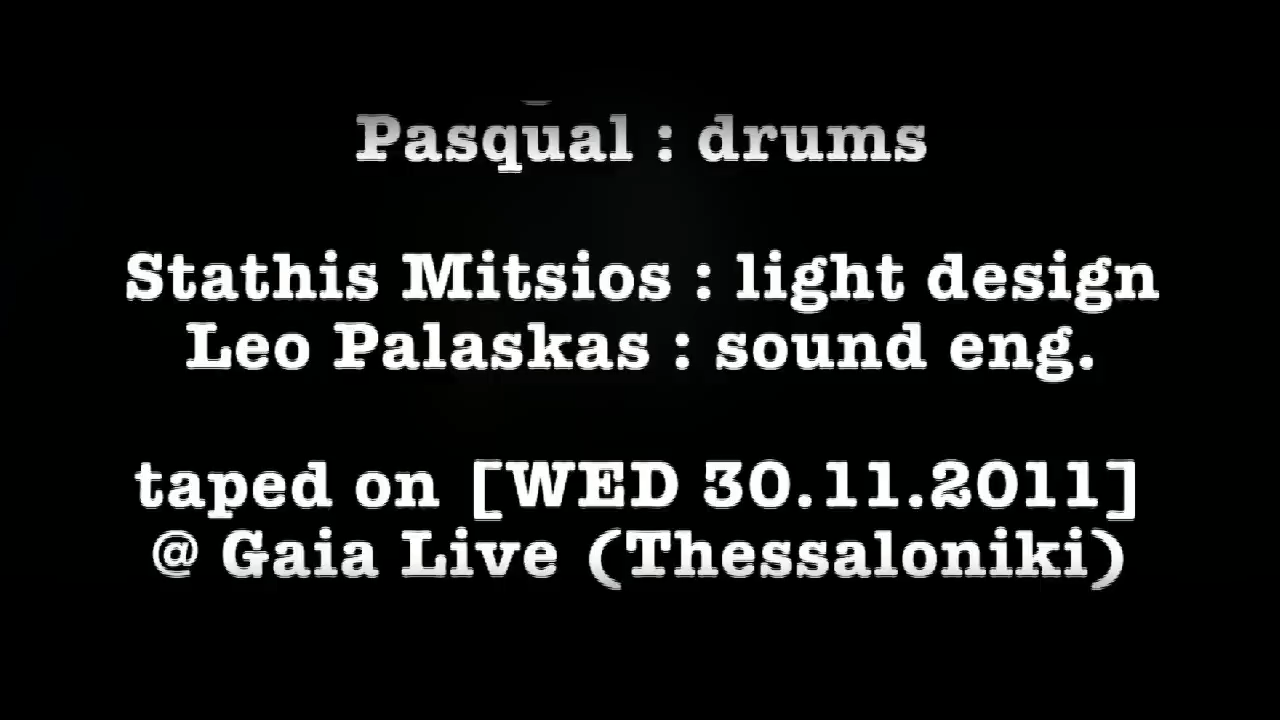 Pasqual : drums
Stathis Mitsios : light design
Leo Palaskas : sound eng.
taped on [WED 30.11.2011]
@ Gaia Live (Thessaloniki)